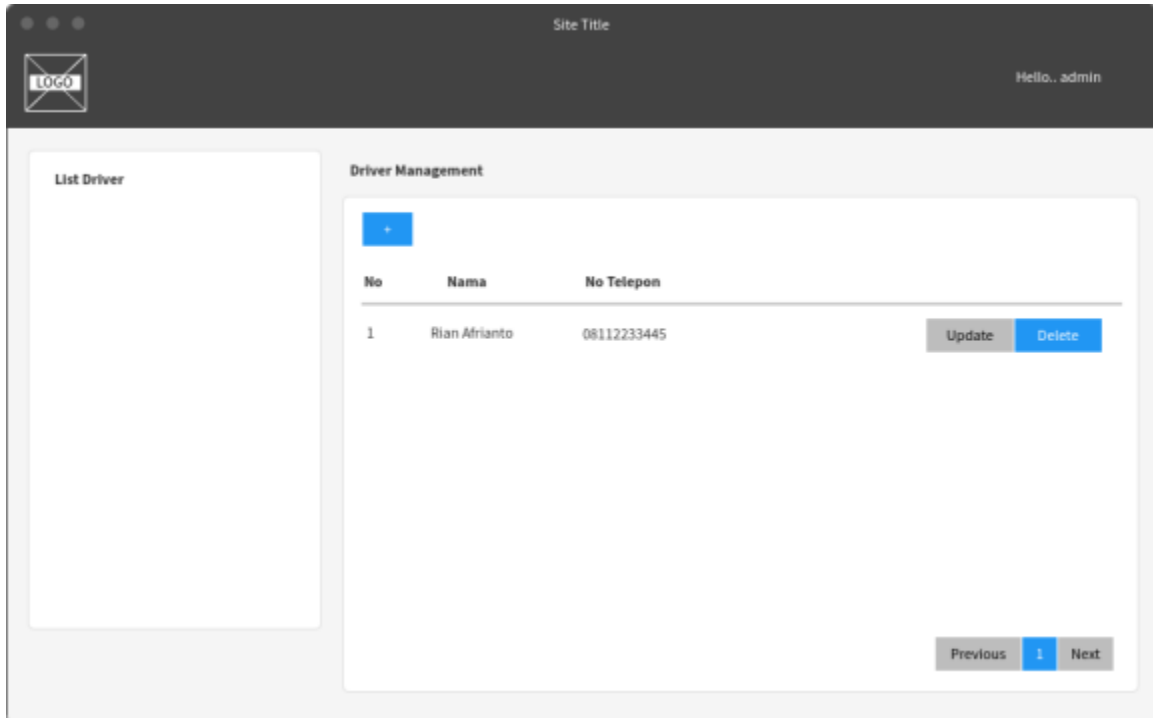 Site Title
LOGO
Hello.. admin
List Driver
Driver Management
+
No Nama No Telepon
1 Rian Afrianto 08112233445 Update Delete
Previous 1 Next